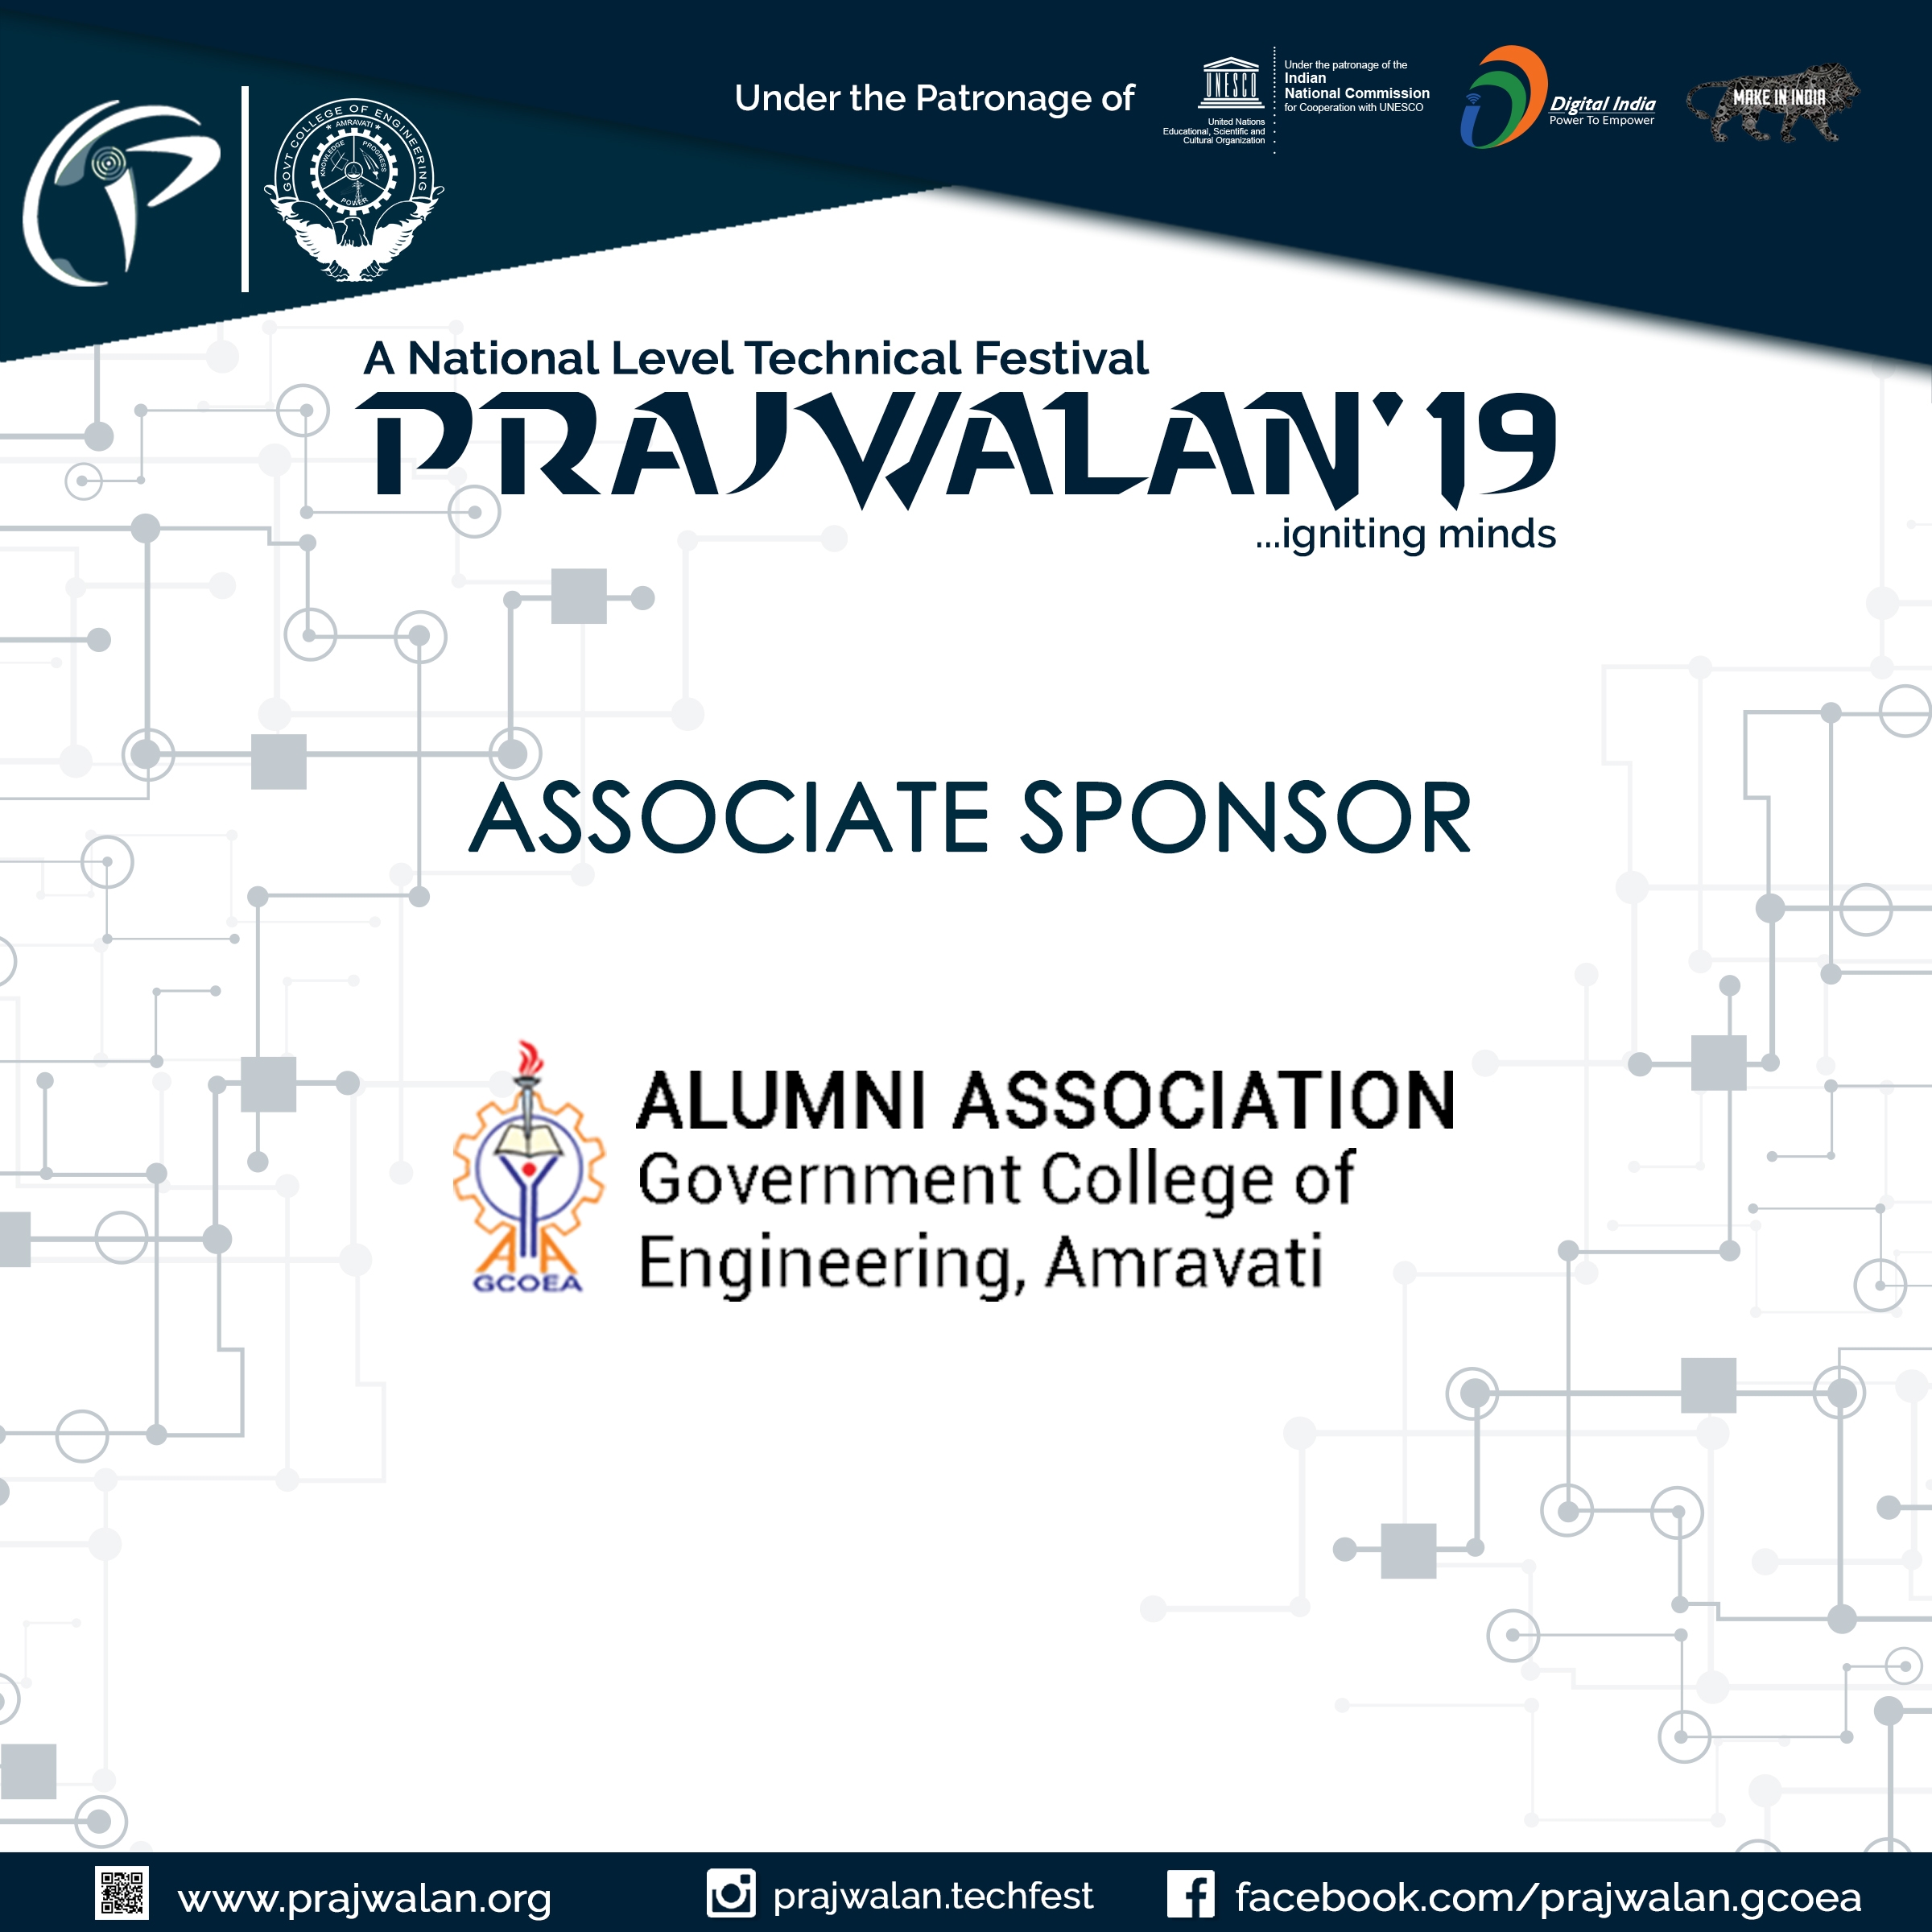 GOVT COLLEGE OF ENGINEERING
★ AMRAVATI ★
KNOWLEDGE
PROGRESS
POWER
Under the Patronage of
UNESCO
United Nations
Educational, Scientific and
Cultural Organization
Under the patronage of the
Indian
National Commission
for Cooperation with UNESCO
Digital India
Power To Empower
MAKE IN INDIA
A National Level Technical Festival
PRAJWALAN'19
...igniting minds
ASSOCIATE SPONSOR
AA
GCOEA
ALUMNI ASSOCIATION
Government College of
Engineering, Amravati
www.prajwalan.org
prajwalan.techfest
facebook.com/prajwalan.gcoea